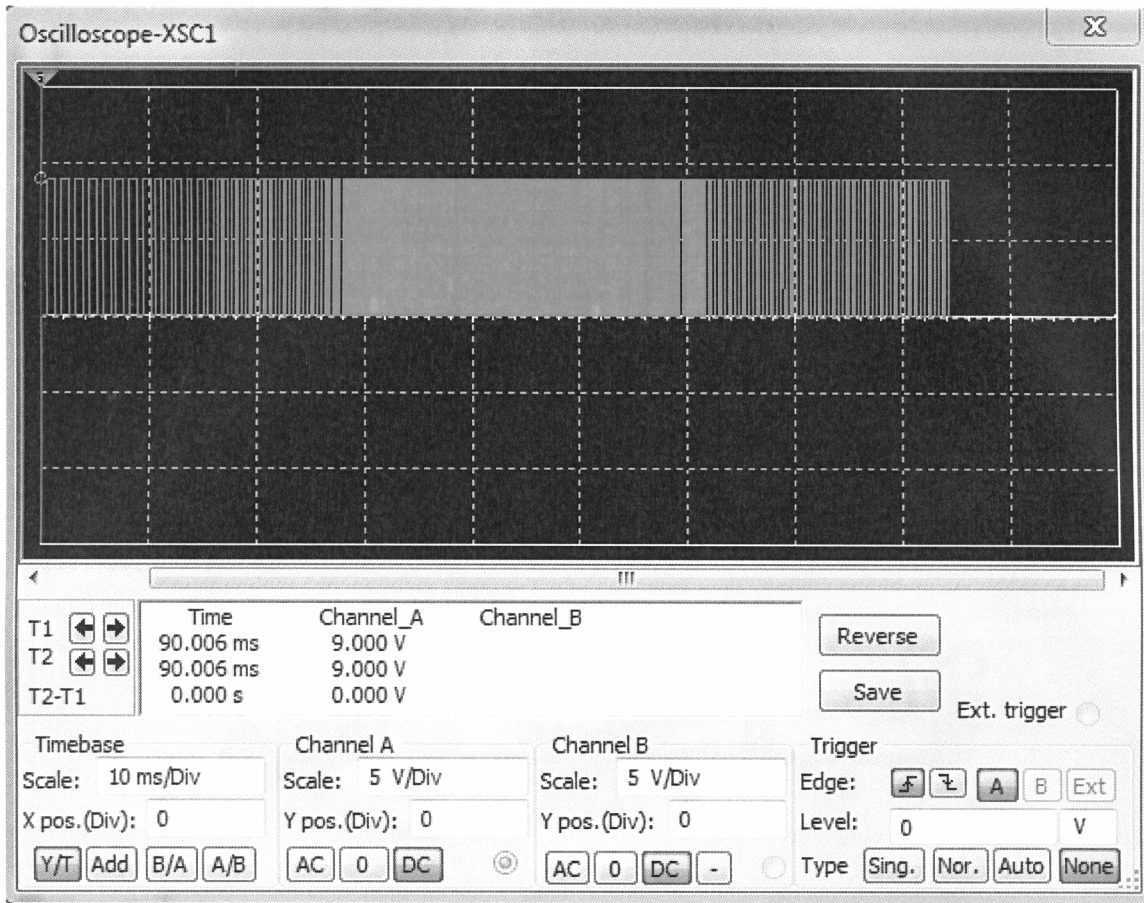 Oscilloscope-XSC1
T1
T2
T2-T1
Time Channel_A Channel_B
90.006 ms 9.000 V
90.006 ms 9.000 V
0.000 s 0.000 V
Reverse
Save
Ext. trigger
Timebase
Scale: 10 ms/Div
X pos.(Div): 0
Y/T Add B/A A/B
Channel A
Scale: 5 V/Div
Y pos.(Div): 0
AC 0 DC
Channel B
Scale: 5 V/Div
Y pos.(Div): 0
AC 0 DC -
Trigger
Edge: A B Ext
Level: 0 V
Type Sing. Nor. Auto None